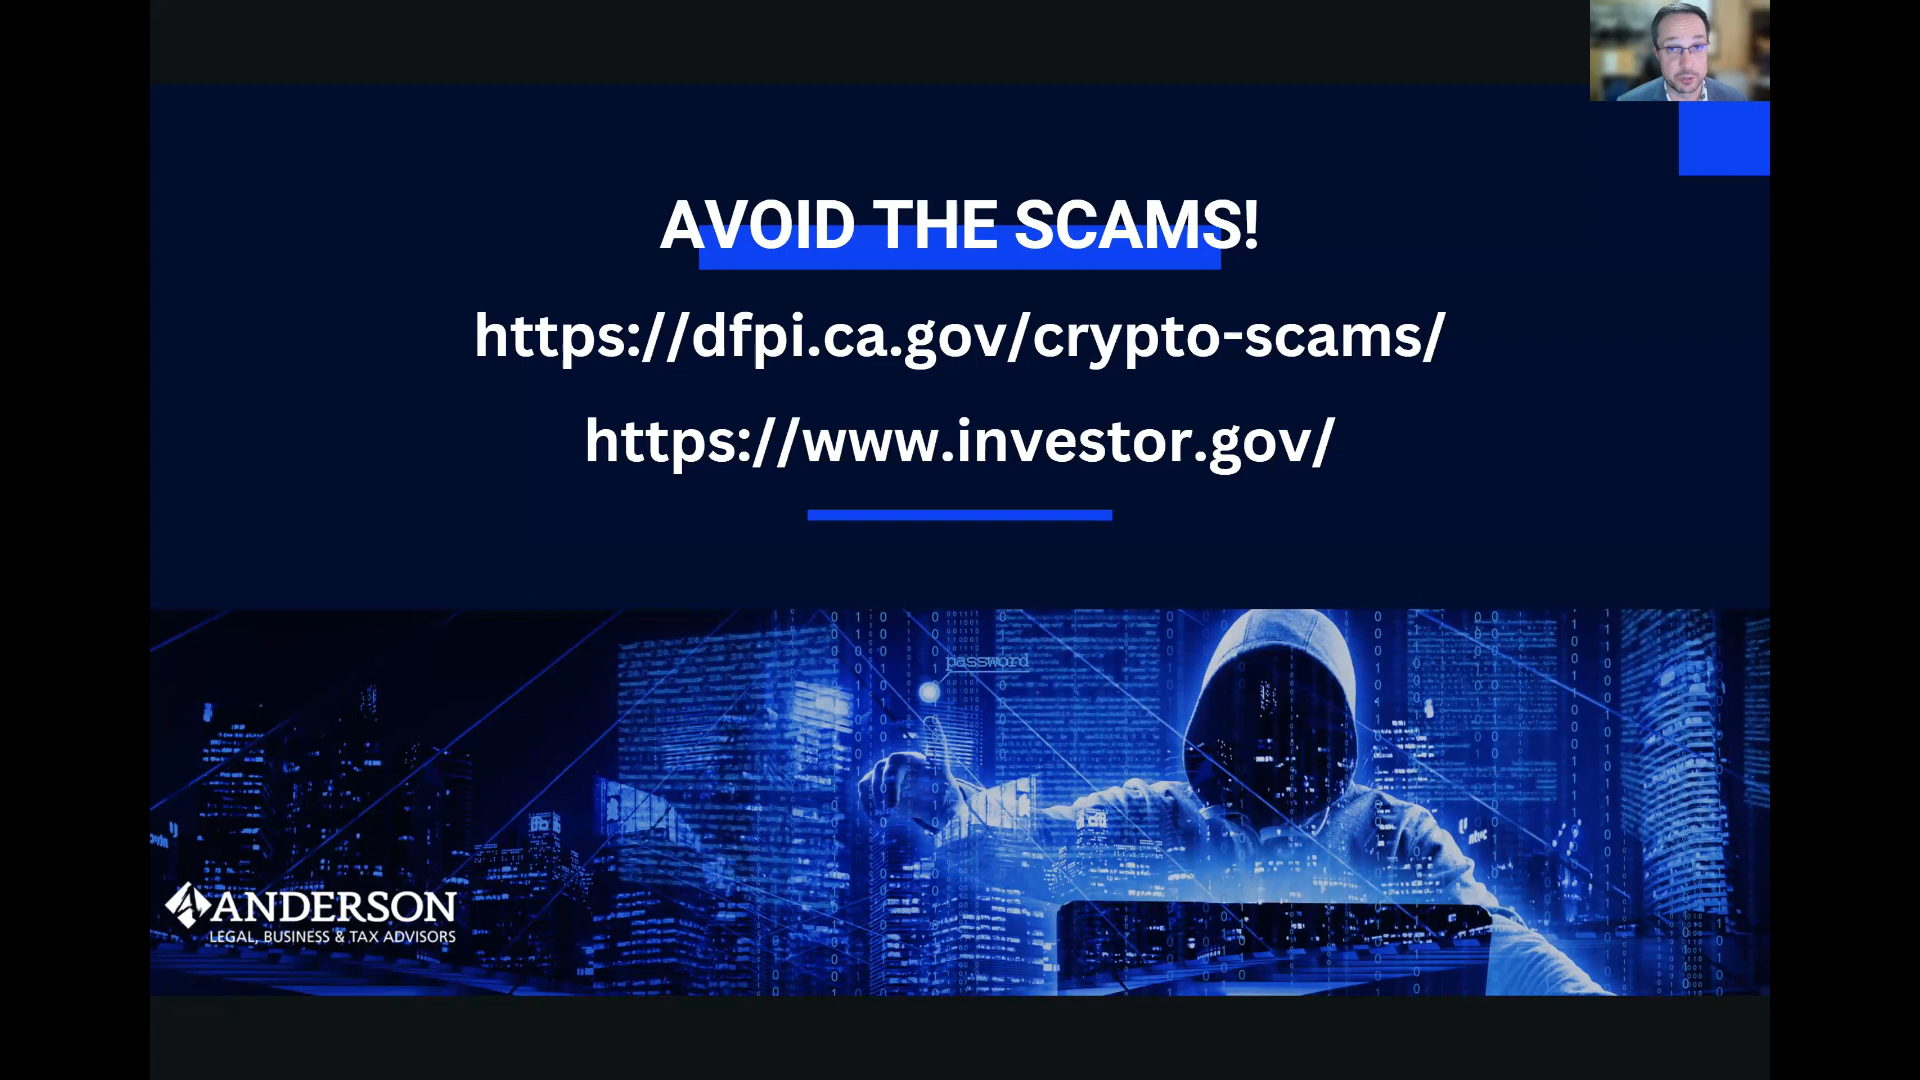 AVOID THE SCAMS!
https://dfpi.ca.gov/crypto-scams/
https://www.investor.gov/
password
ANDERSON
LEGAL, BUSINESS & TAX ADVISORS